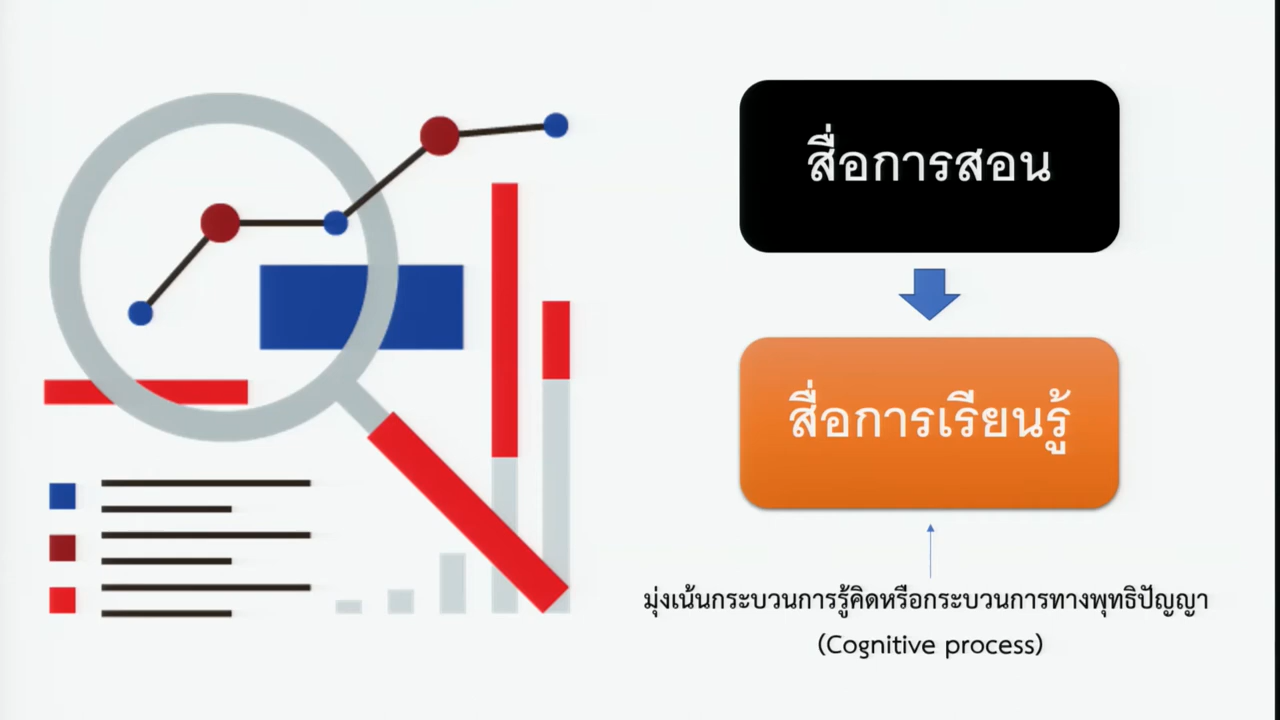 สื่อการสอน
สื่อการเรียนรู้
มุ่งเน้นกระบวนการรู้คิดหรือกระบวนการทางพุทธิปัญญา
(Cognitive process)